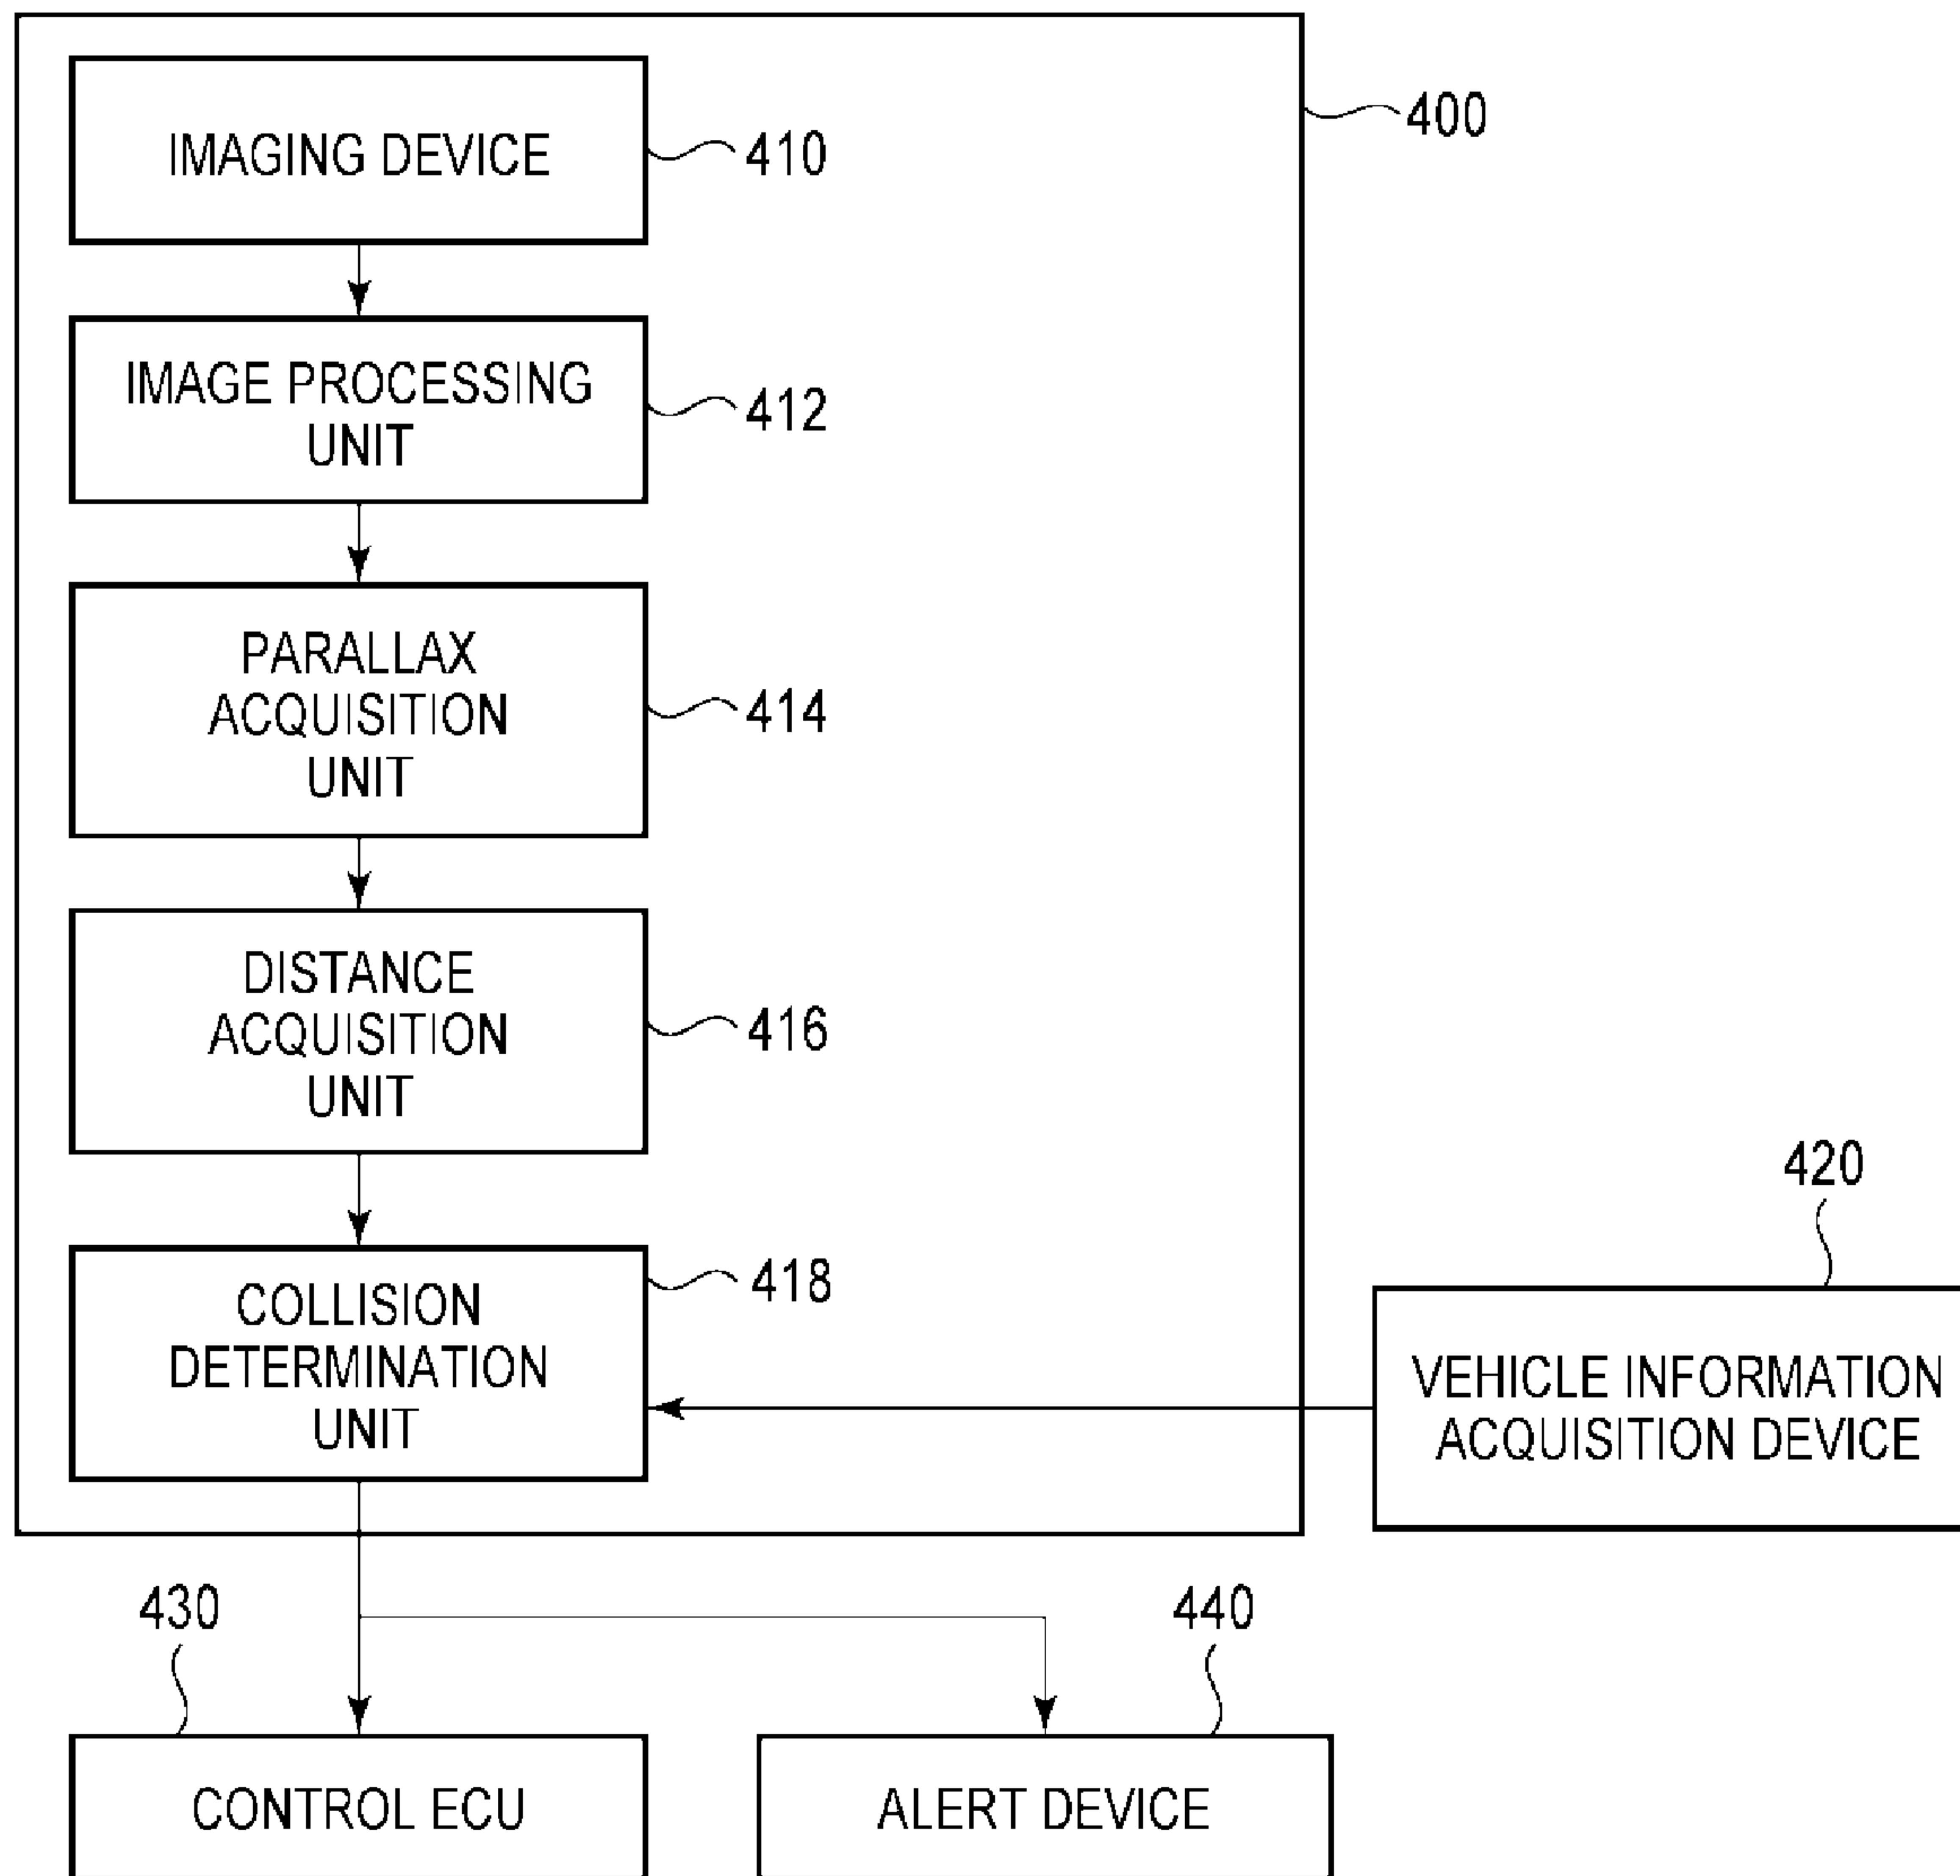 400
IMAGING DEVICE
410
IMAGE PROCESSING
UNIT
412
PARALLAX
ACQUISITION
UNIT
414
DISTANCE
ACQUISITION
UNIT
416
COLLISION
DETERMINATION
UNIT
418
420
VEHICLE INFORMATION
ACQUISITION DEVICE
430
CONTROL ECU
440
ALERT DEVICE